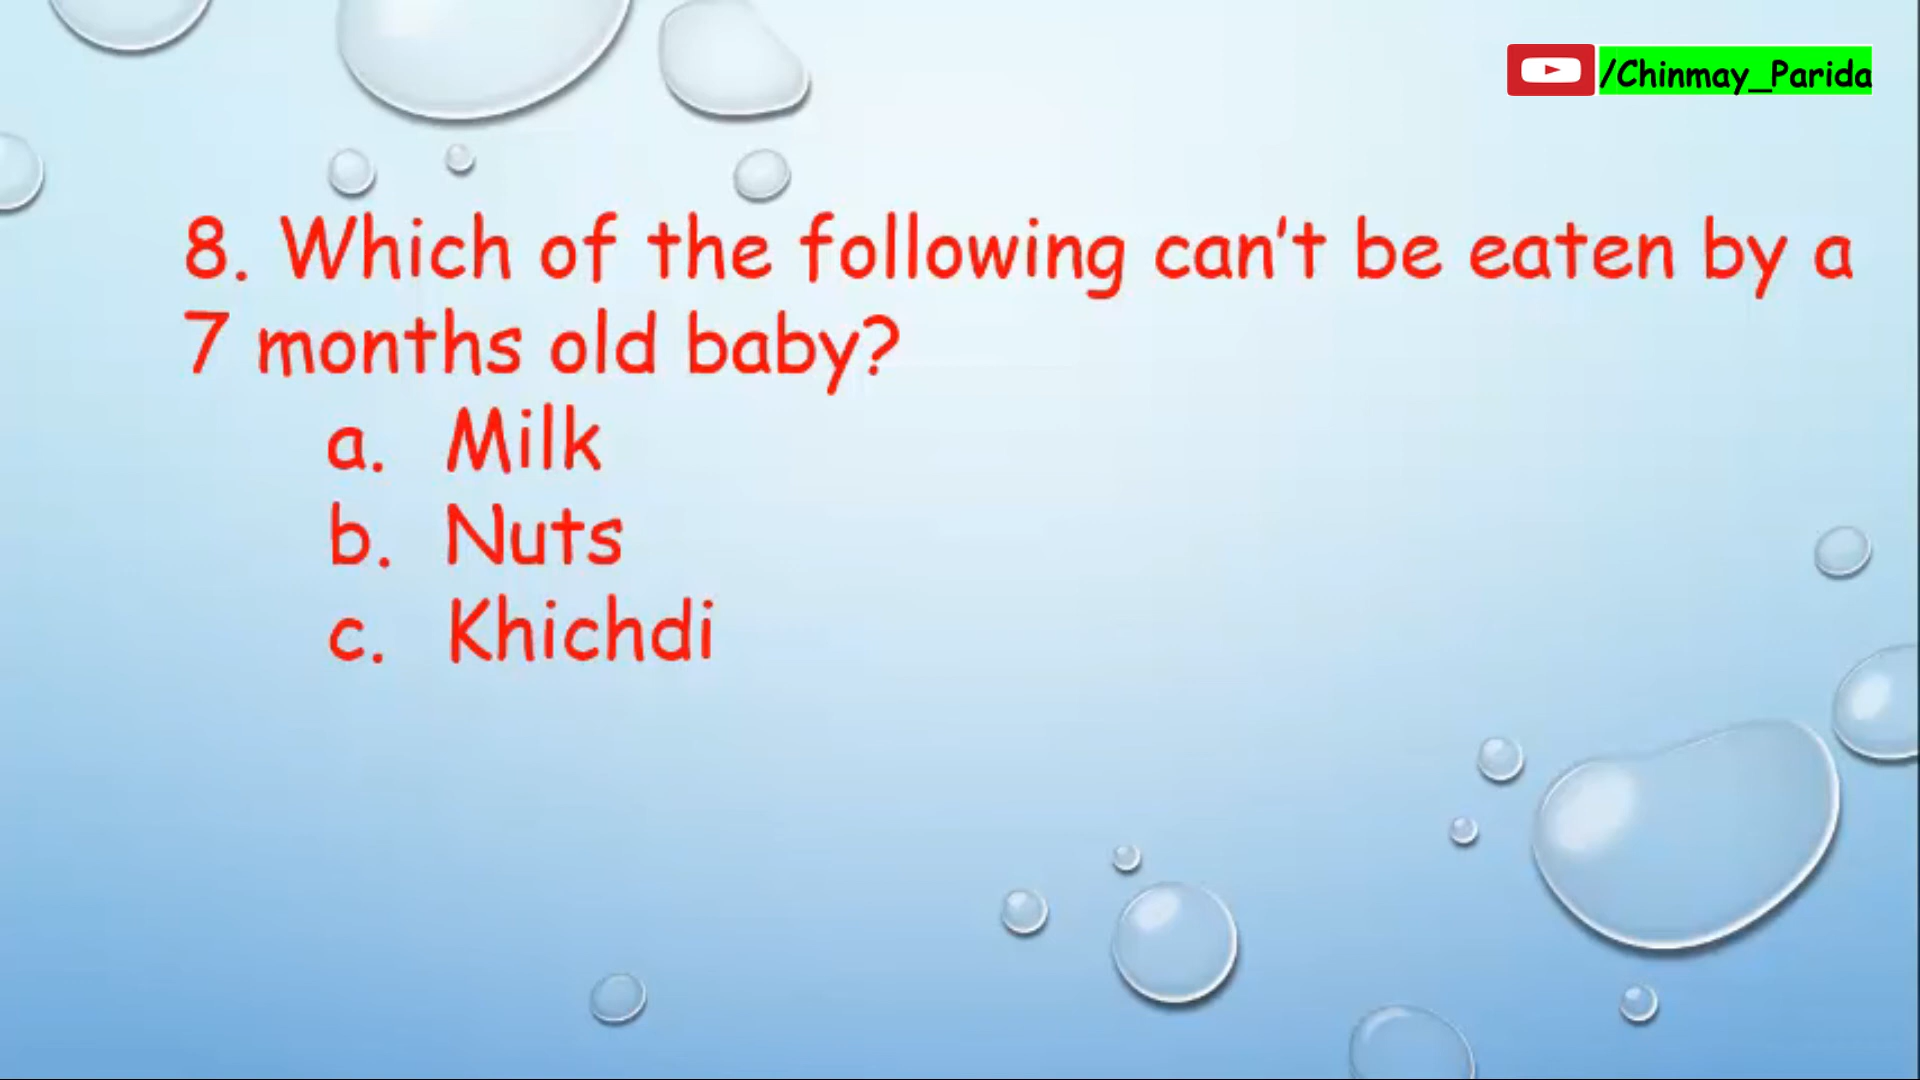 /Chinmay_Parida
8. Which of the following can't be eaten by a
7 months old baby?
a. Milk
b. Nuts
c. Khichdi